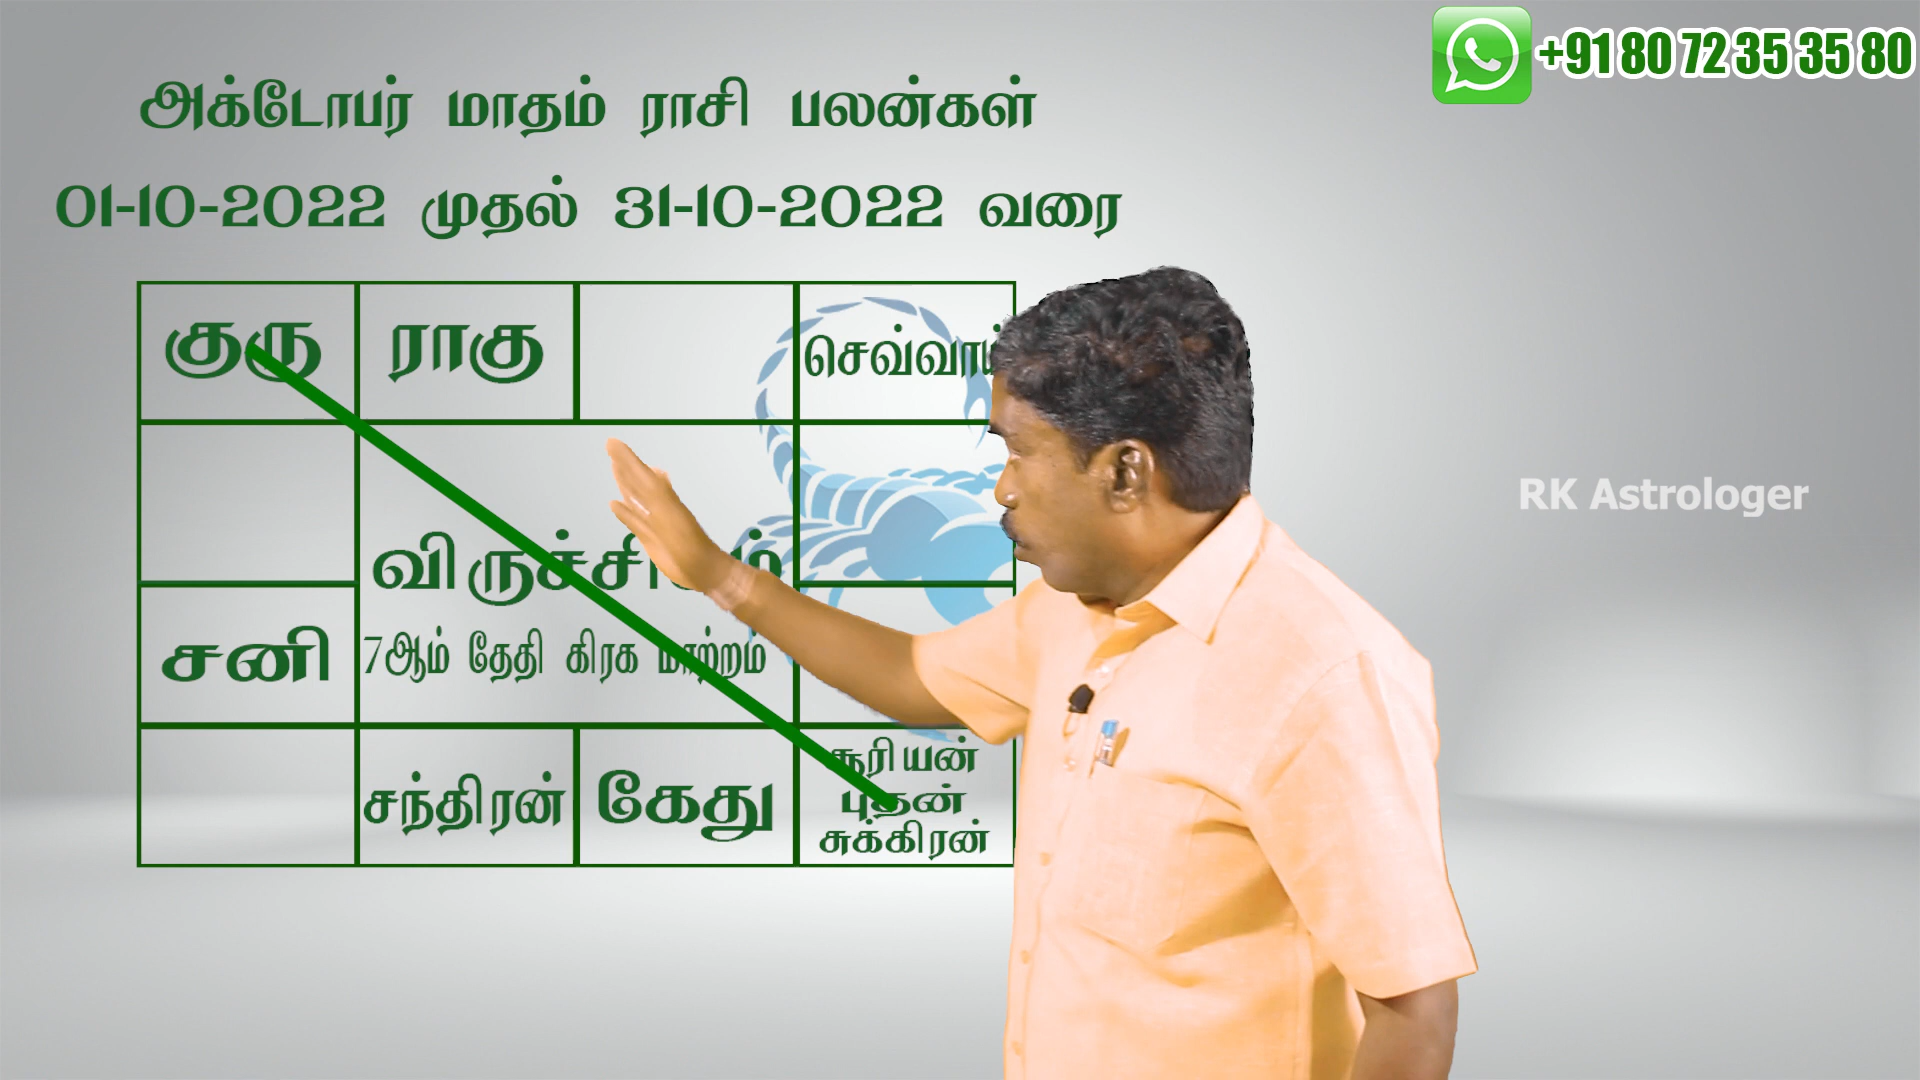 +91 80 72 35 35 80
அக்டோபர் மாதம் ராசி பலன்கள்
01-10-2022 முதல் 31-10-2022 வரை
குரு
ராகு
செவ்வாய்
RK Astrologer
சனி
7ஆம் தேதி கிரக மாற்றம்
சந்திரன்
கேது
சூரியன்
புதன்
சுக்கிரன்